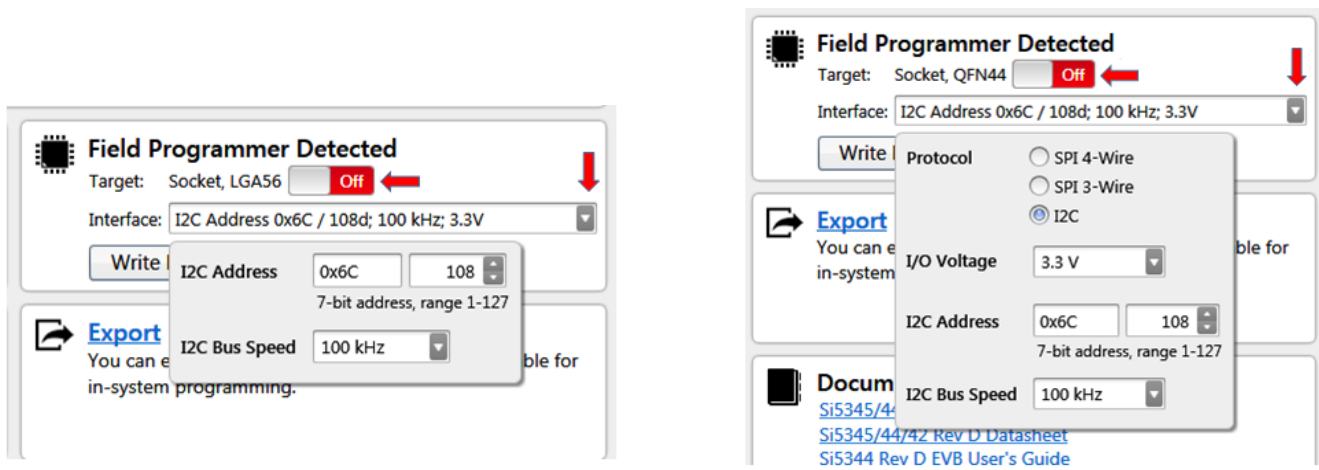 Field Programmer Detected
Target: Socket, LGA56 Off
Interface: I2C Address 0x6C / 108d; 100 kHz; 3.3V
Write
I2C Address 0x6C 108
7-bit address, range 1-127
Export
I2C Bus Speed 100 kHz
You can ble for
in-system programming.
Field Programmer Detected
Target: Socket, QFN44 Off
Interface: I2C Address 0x6C / 108d; 100 kHz; 3.3V
Write
Protocol SPI 4-Wire
SPI 3-Wire
I2C
Export
You can ble for
I/O Voltage 3.3 V
in-system
I2C Address 0x6C 108
7-bit address, range 1-127
Docum
I2C Bus Speed 100 kHz
Si5345/44
Si5345/44/42 Rev D Datasheet
Si5344 Rev D EVB User's Guide